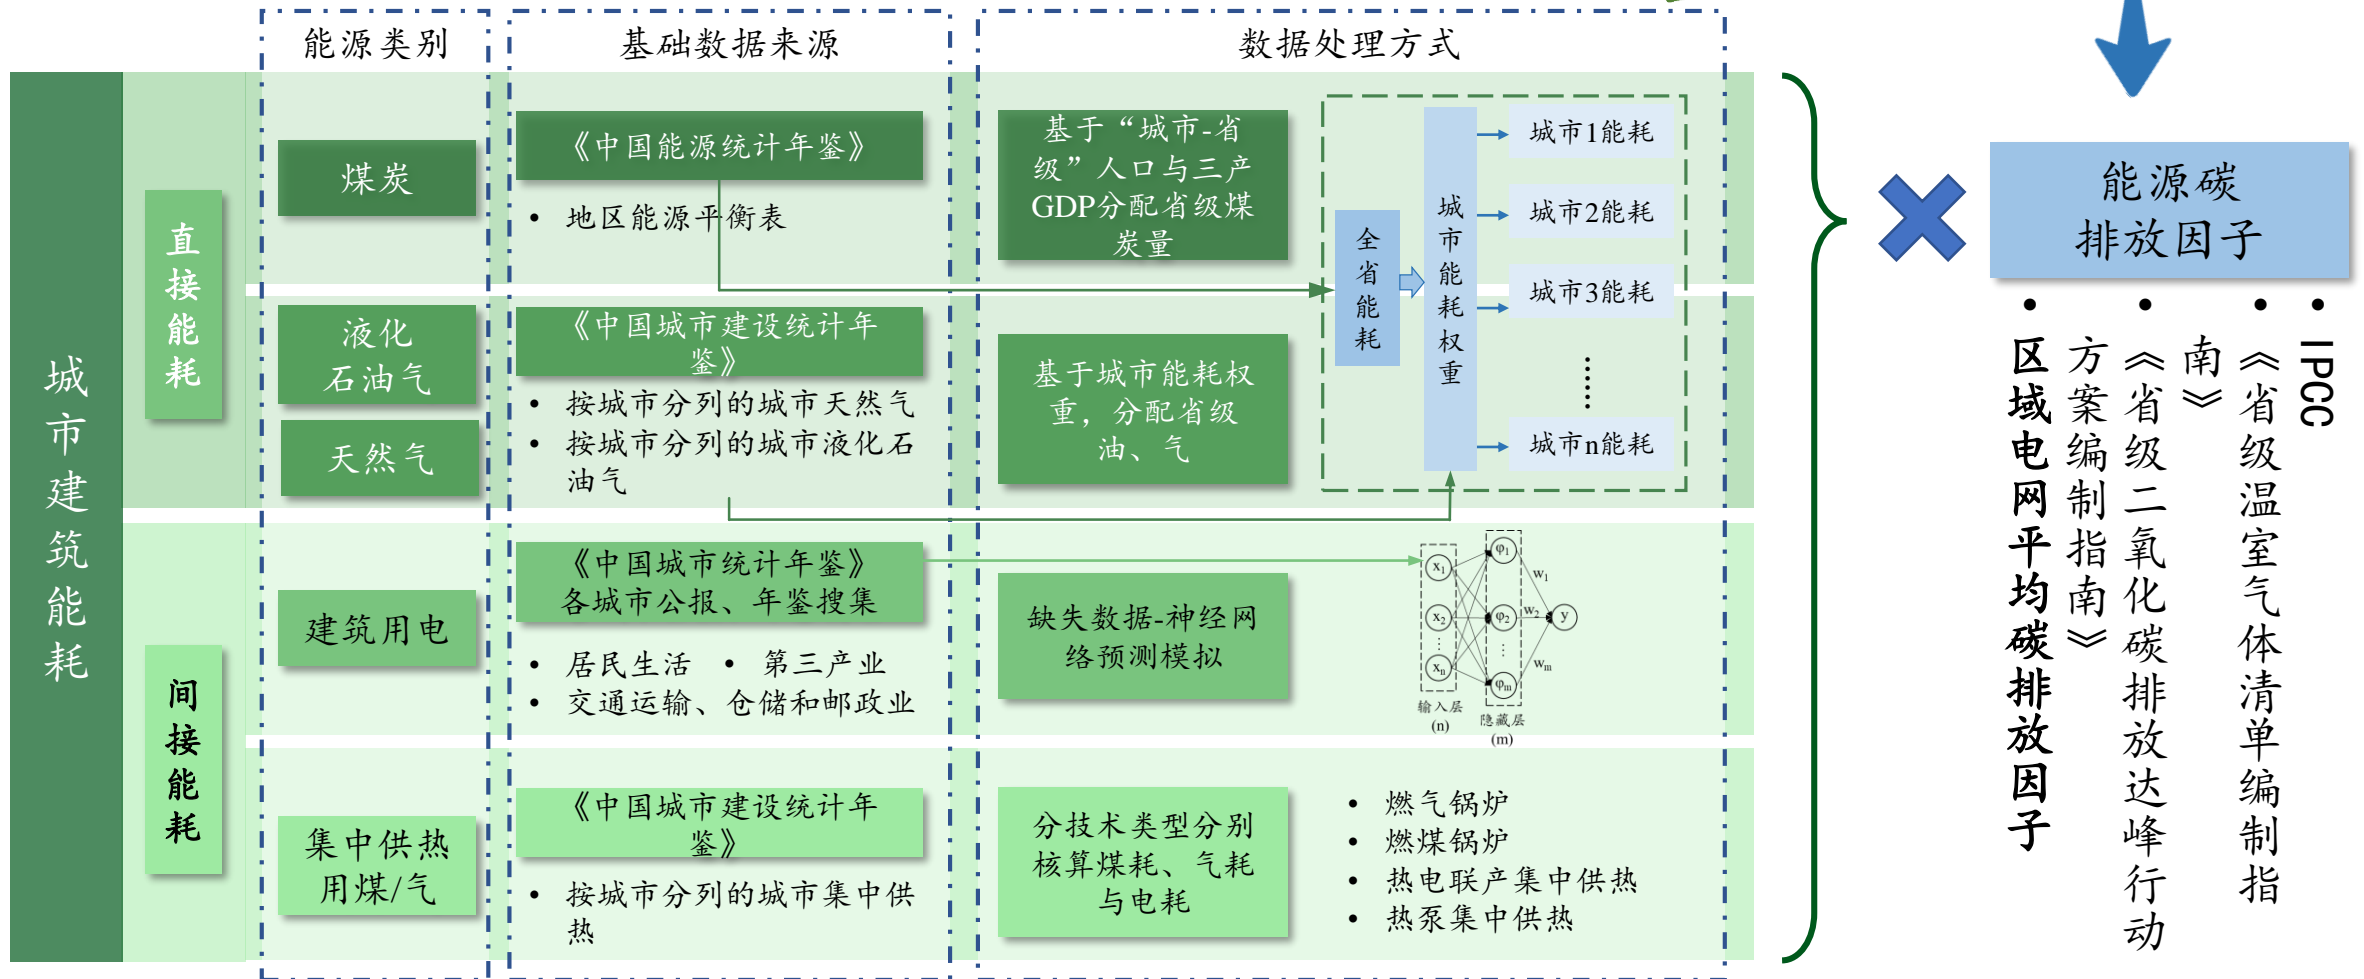 能源类别
基础数据来源
数据处理方式
城市建筑能耗
直接能耗
煤炭
《中国能源统计年鉴》
• 地区能源平衡表
基于“城市-省
级”人口与三产
GDP分配省级煤
炭量
全省能耗
城市能耗权重
城市1能耗
城市2能耗
城市3能耗
……
城市n能耗
液化
石油气
天然气
《中国城市建设统计年
鉴》
• 按城市分列的城市天然气
• 按城市分列的城市液化石
油气
基于城市能耗权
重，分配省级
油、气
间接能耗
建筑用电
《中国城市统计年鉴》
各城市公报、年鉴搜集
• 居民生活 • 第三产业
• 交通运输、仓储和邮政业
缺失数据-神经网
络预测模拟
x1
x2
⋮
xn
输入层
(n)
φ1
φ2
⋮
φm
隐藏层
(m)
w1
w2
wm
y
集中供热
用煤/气
《中国城市建设统计年
鉴》
• 按城市分列的城市集中供
热
分技术类型分别
核算煤耗、气耗
与电耗
• 燃气锅炉
• 燃煤锅炉
• 热电联产集中供热
• 热泵集中供热
能源碳
排放因子
• IPCC
• 《省级温室气体清单编制指
南》
• 《省级二氧化碳排放达峰行动
方案编制指南》
• 区域电网平均碳排放因子